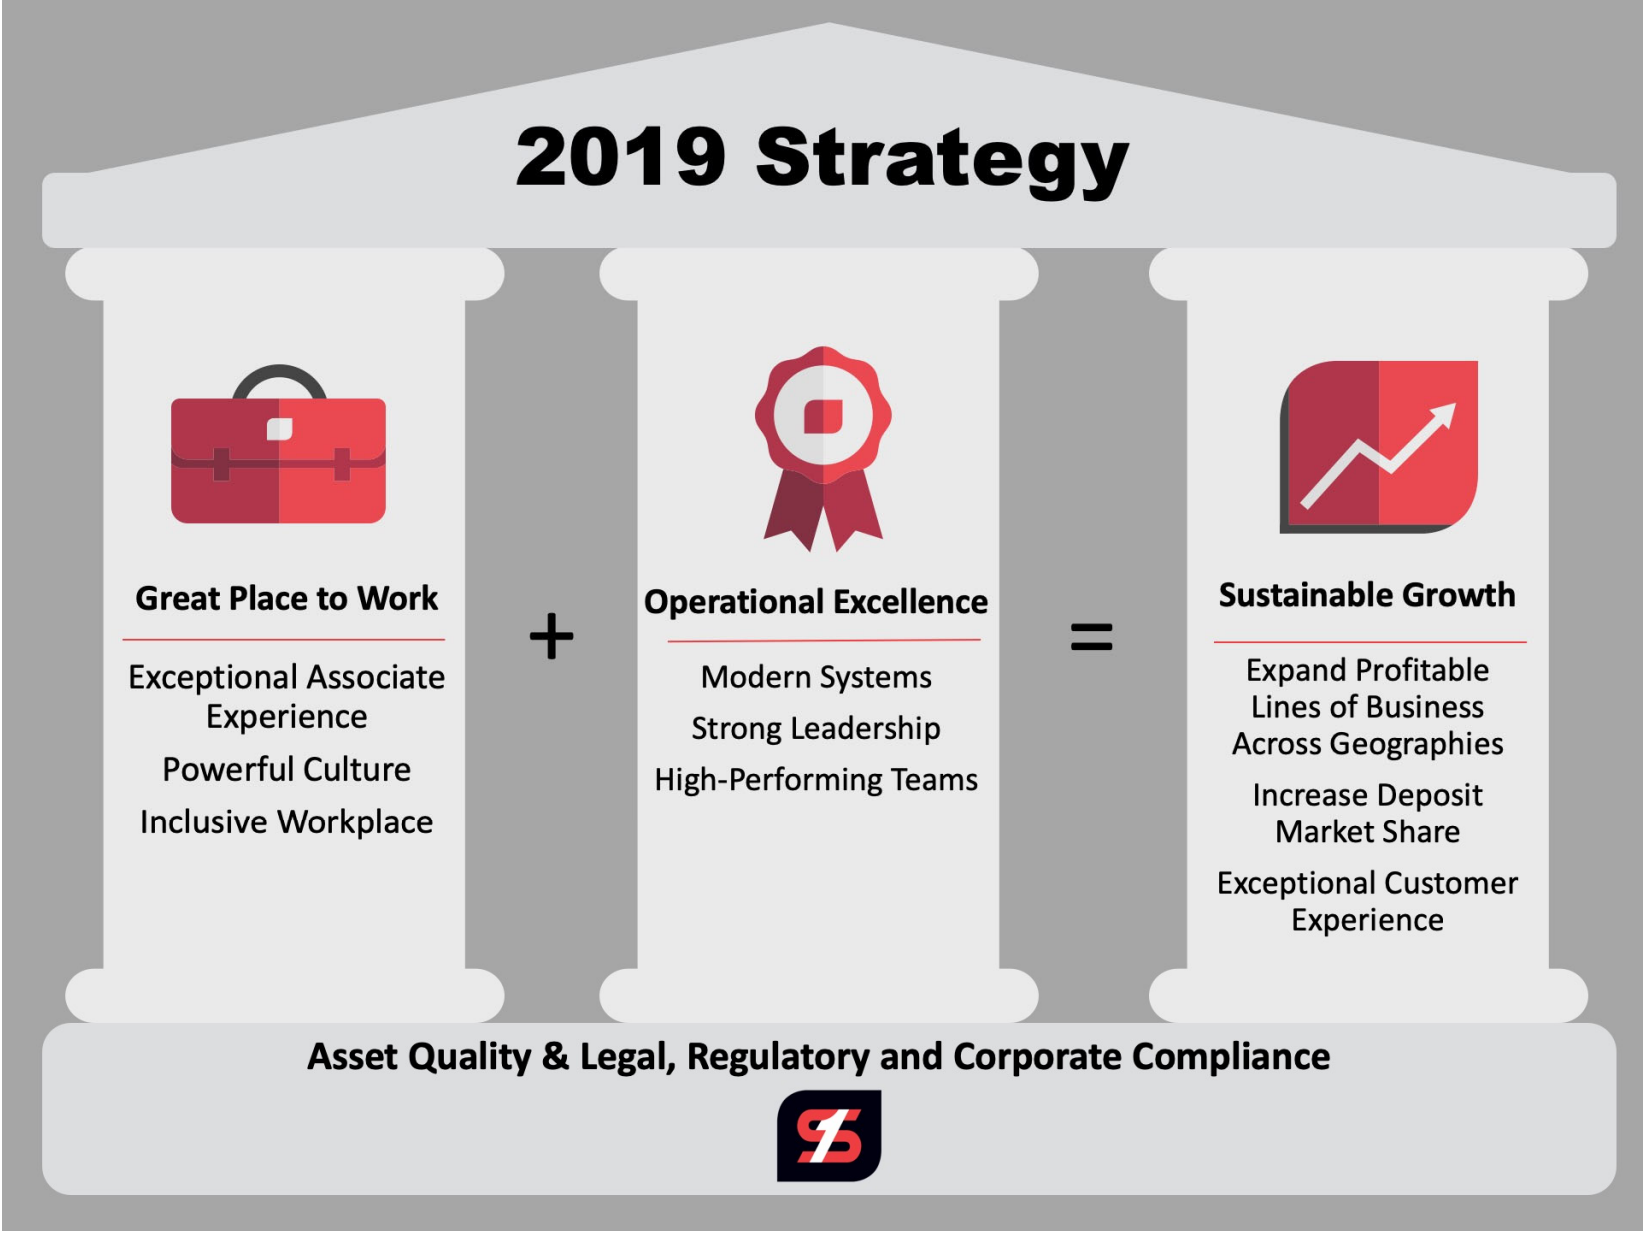 2019 Strategy
Great Place to Work
Exceptional Associate
Experience
Powerful Culture
Inclusive Workplace
+
Operational Excellence
Modern Systems
Strong Leadership
High-Performing Teams
=
Sustainable Growth
Expand Profitable
Lines of Business
Across Geographies
Increase Deposit
Market Share
Exceptional Customer
Experience
Asset Quality & Legal, Regulatory and Corporate Compliance
S1